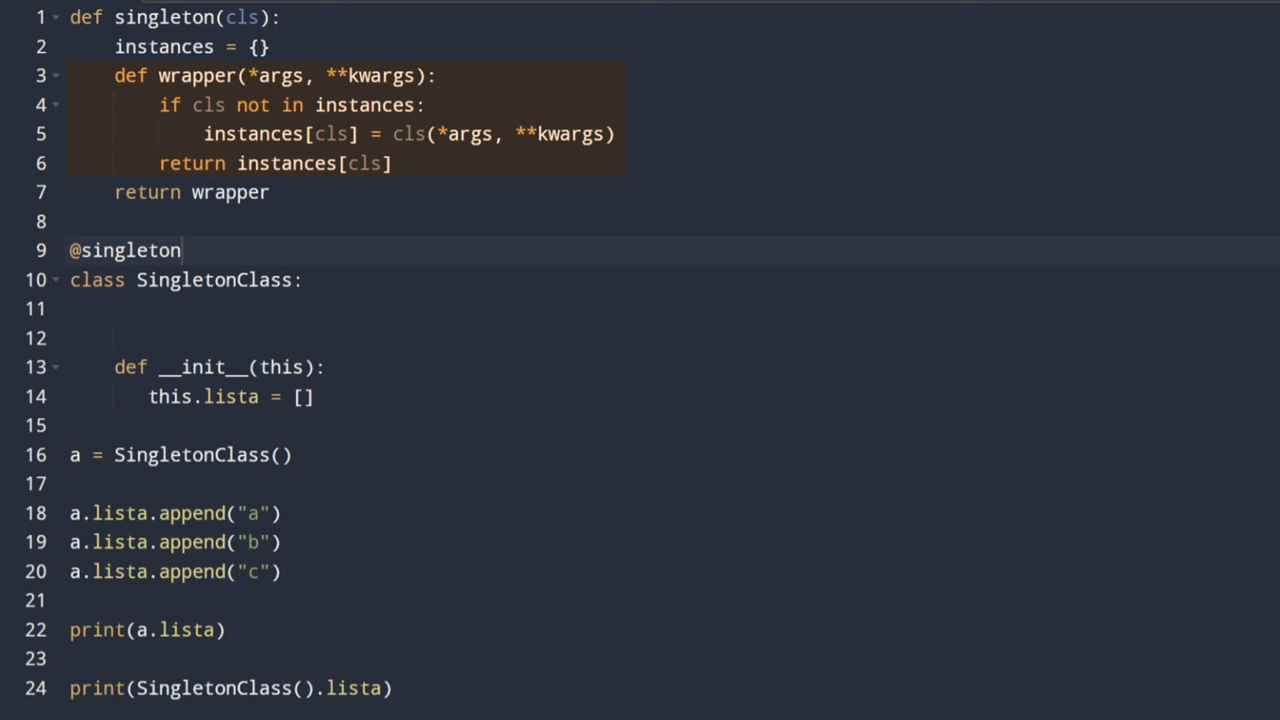 1 def singleton(cls):
2     instances = {}
3     def wrapper(*args, **kwargs):
4         if cls not in instances:
5             instances[cls] = cls(*args, **kwargs)
6         return instances[cls]
7     return wrapper
8
9 @singleton
10 class SingletonClass:
11
12
13     def __init__(this):
14        this.lista = []
15
16 a = SingletonClass()
17
18 a.lista.append("a")
19 a.lista.append("b")
20 a.lista.append("c")
21
22 print(a.lista)
23
24 print(SingletonClass().lista)